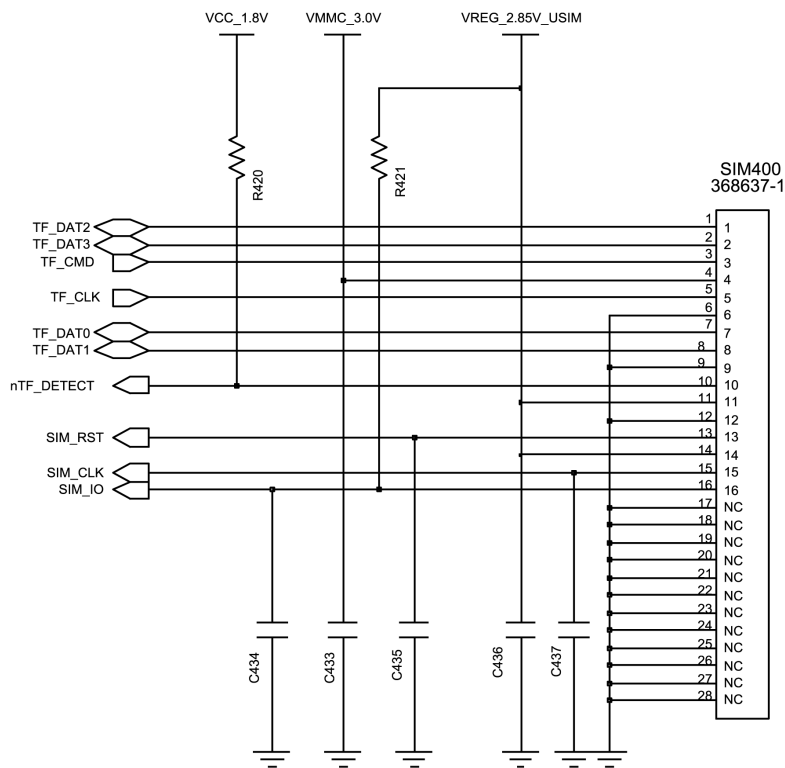 VCC_1.8V VMMC_3.0V VREG_2.85V_USIM
R420
R421
SIM400
368637-1
TF_DAT2 1 1
TF_DAT3 2 2
TF_CMD 3 3
4 4
TF_CLK 5 5
6 6
TF_DAT0 7 7
TF_DAT1 8 8
9 9
nTF_DETECT 10 10
11 11
12 12
SIM_RST 13 13
14 14
SIM_CLK 15 15
SIM_IO 16 16
17 NC
18 NC
19 NC
20 NC
21 NC
22 NC
23 NC
24 NC
25 NC
26 NC
27 NC
28 NC
C434
C433
C435
C436
C437